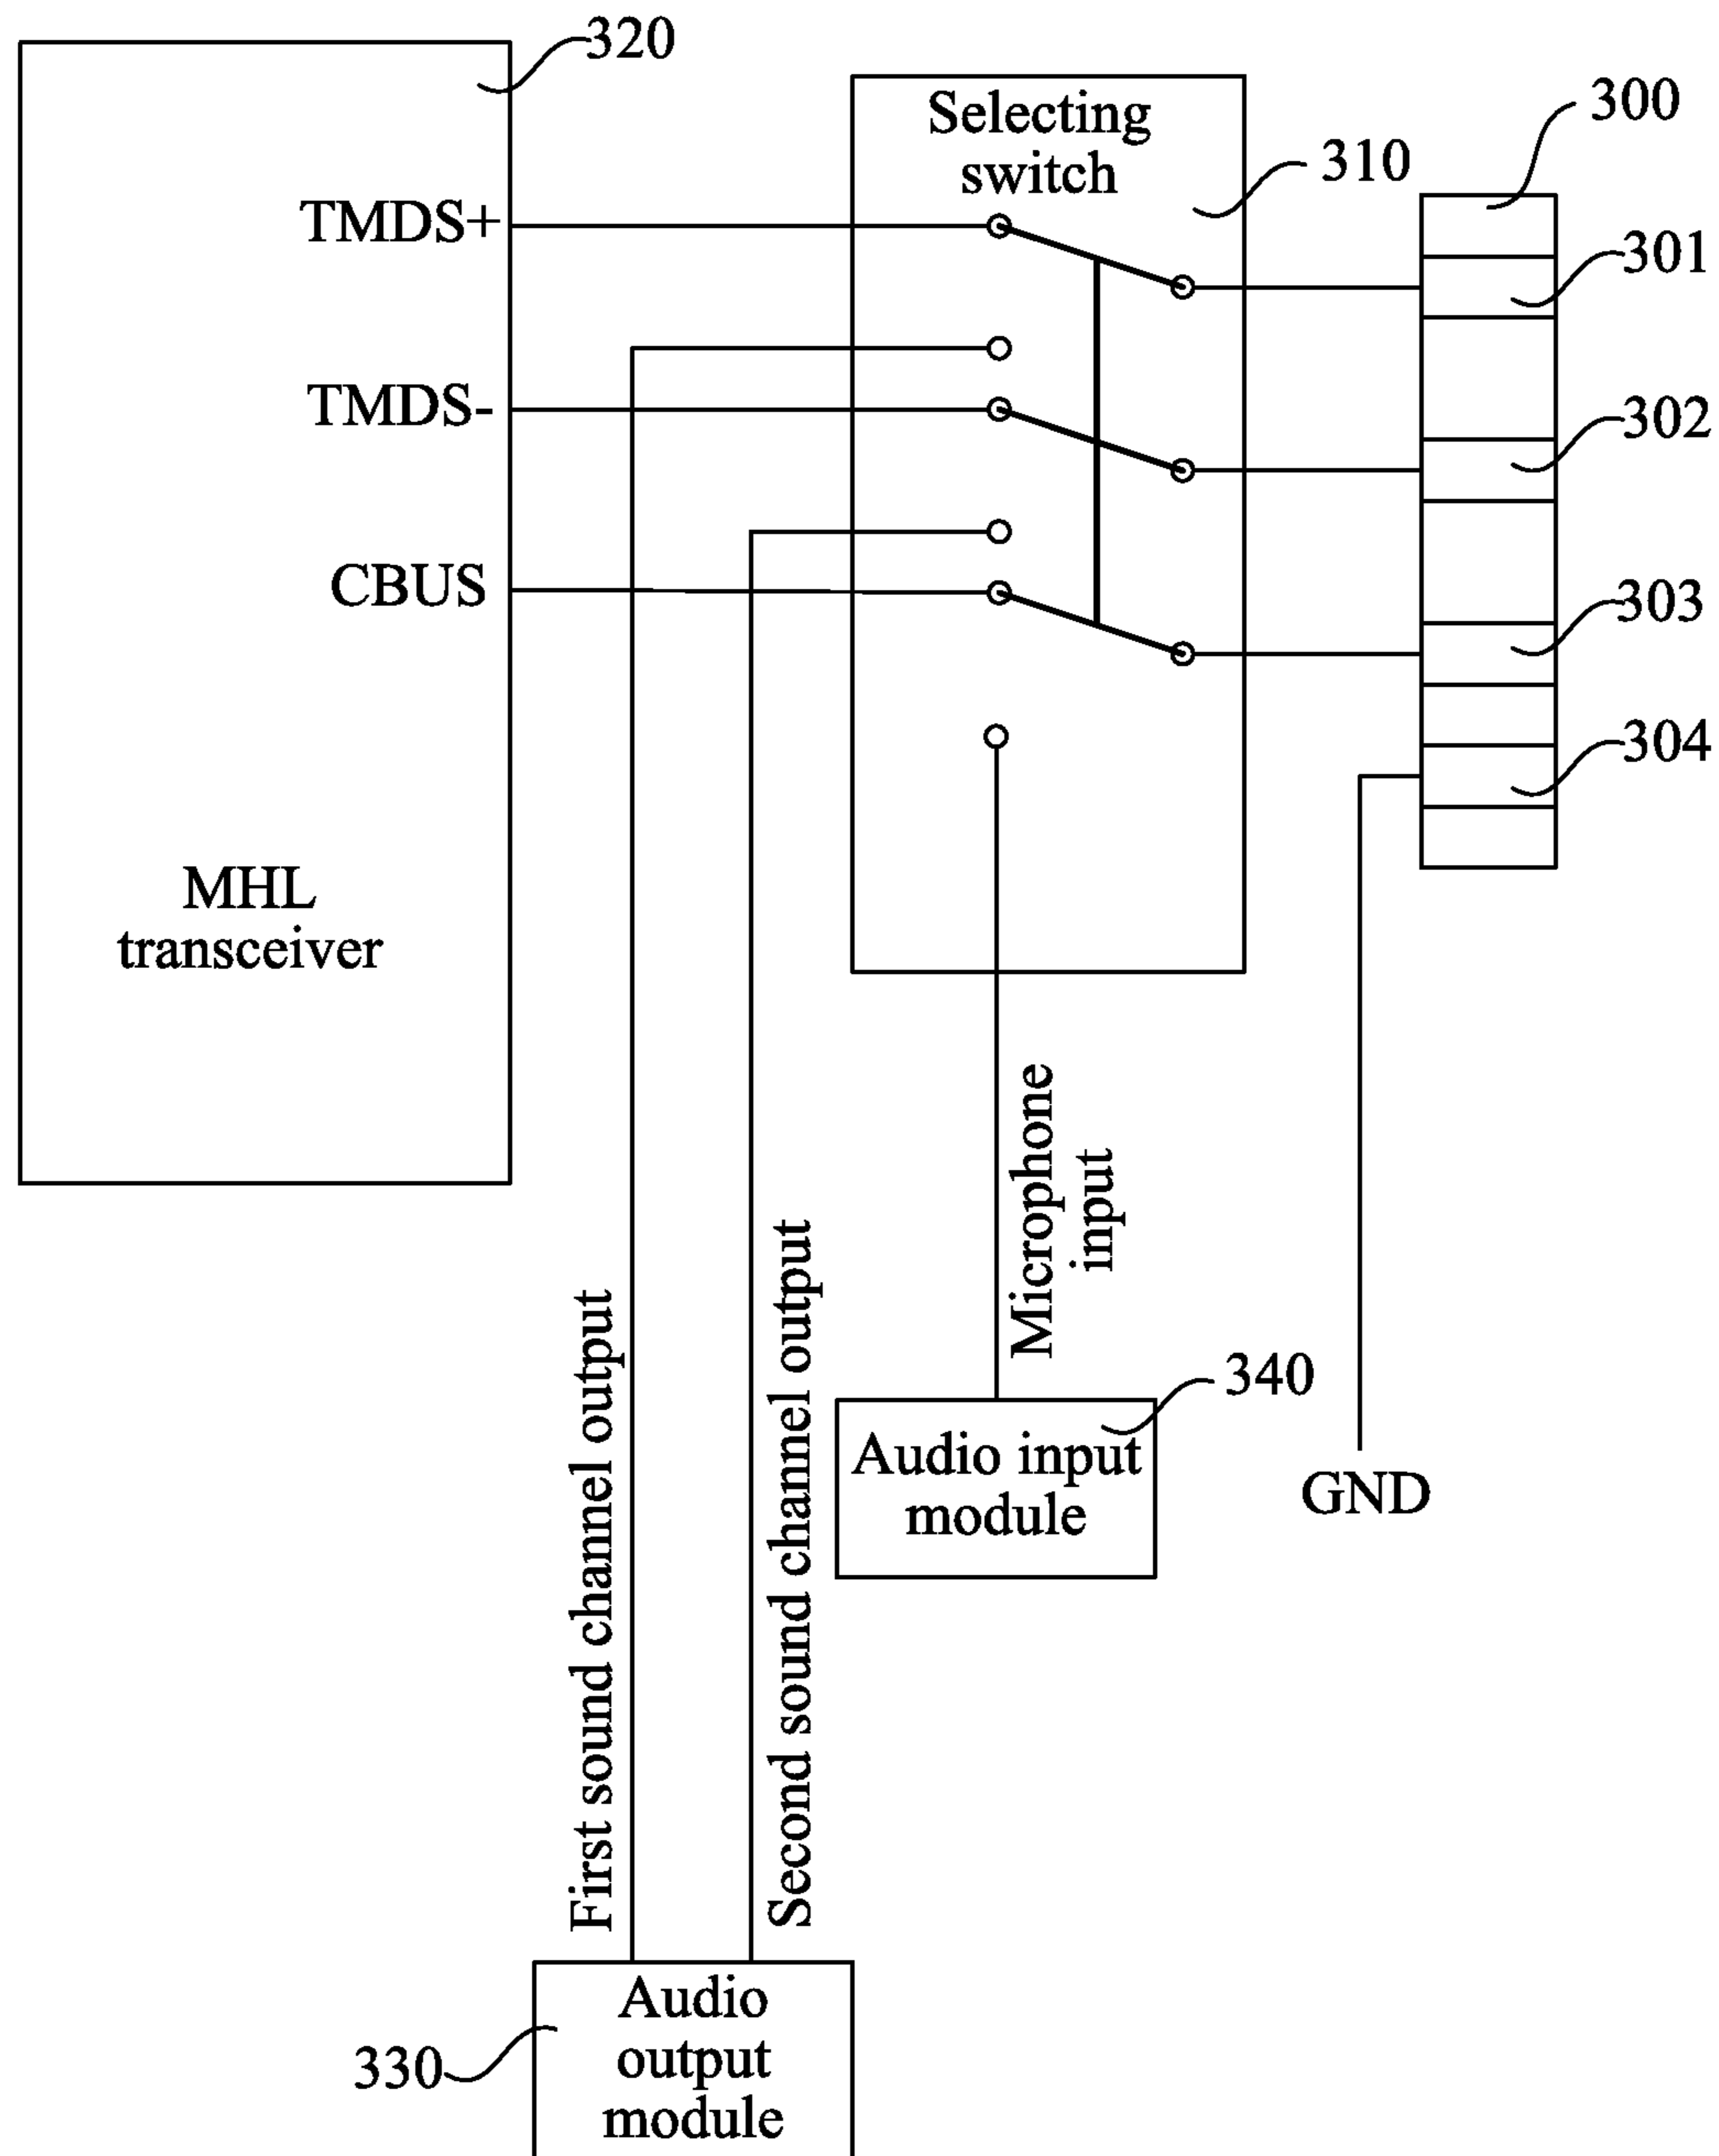 320
Selecting
switch
300
310
TMDS+
301
TMDS-
302
CBUS
303
304
MHL
transceiver
Microphone
input
First sound channel output
Second sound channel output
340
Audio input
module
GND
Audio
output
module
330